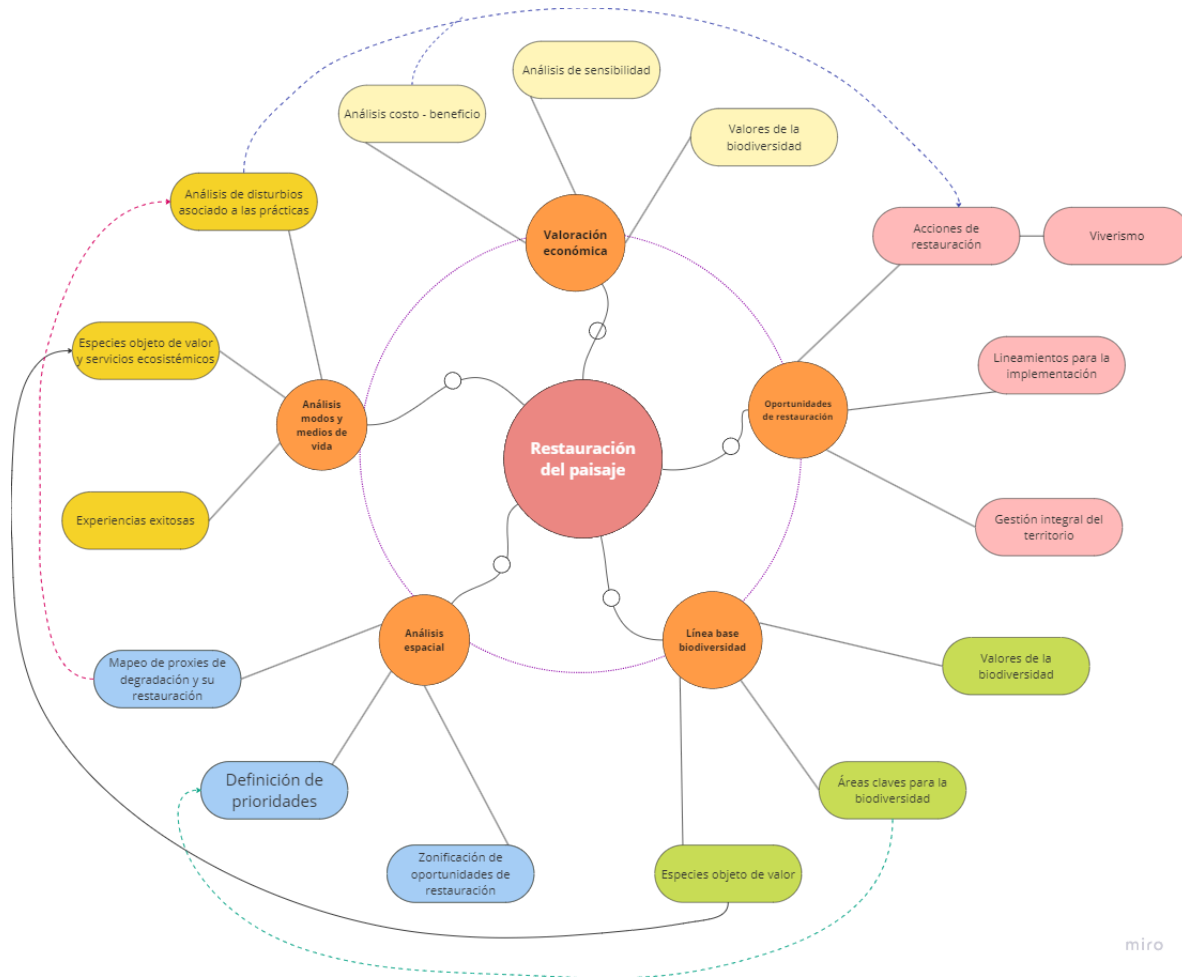 Análisis de sensibilidad
Análisis costo - beneficio
Valores de la
biodiversidad
Análisis de disturbios
asociado a las prácticas
Valoración
económica
Acciones de
restauración
Viverismo
Especies objeto de valor
y servicios ecosistémicos
Lineamientos para la
implementación
Análisis
modos y
medios de
vida
Oportunidades
de restauración
Restauración
del paisaje
Experiencias exitosas
Gestión integral del
territorio
Análisis
espacial
Línea base
biodiversidad
Mapeo de proxies de
degradación y su
restauración
Valores de la
biodiversidad
Definición de
prioridades
Áreas claves para la
biodiversidad
Zonificación de
oportunidades de
restauración
Especies objeto de valor
miro